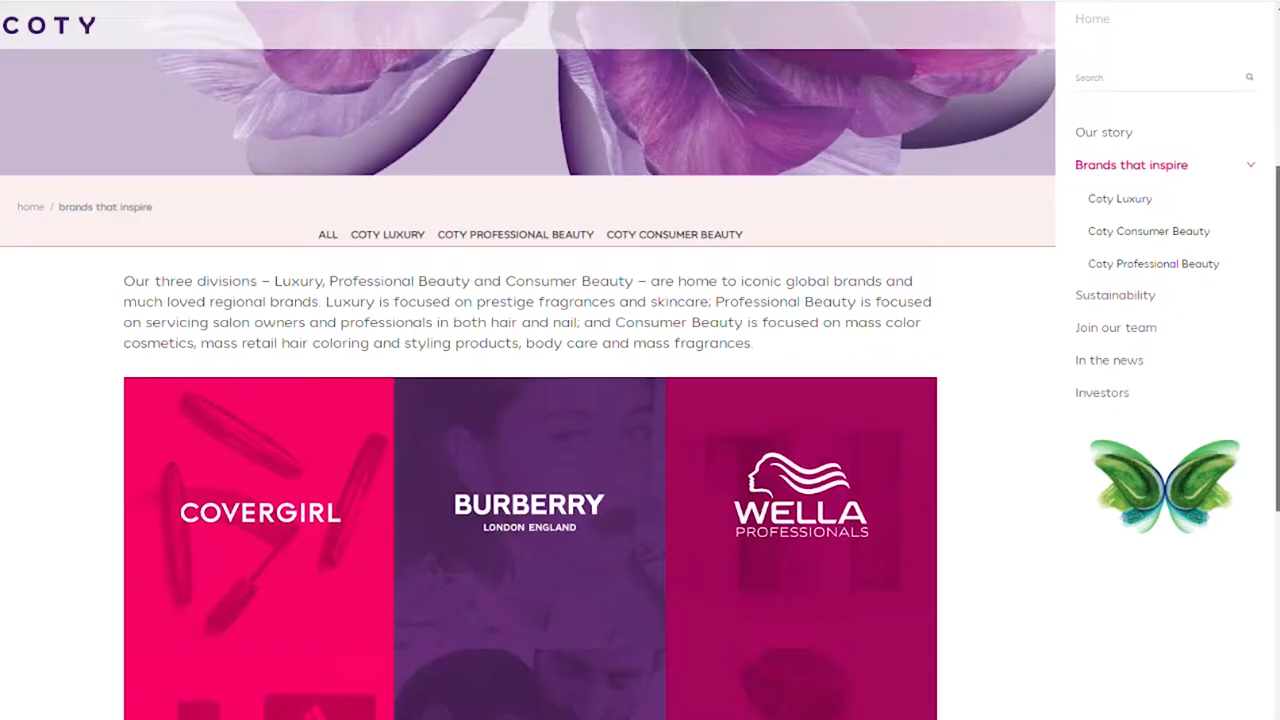 COTY
Home
Search
Our story
Brands that inspire
Coty Luxury
Coty Consumer Beauty
Coty Professional Beauty
Sustainability
Join our team
In the news
Investors
home / brands that inspire
ALL COTY LUXURY COTY PROFESSIONAL BEAUTY COTY CONSUMER BEAUTY
Our three divisions – Luxury, Professional Beauty and Consumer Beauty – are home to iconic global brands and
much loved regional brands. Luxury is focused on prestige fragrances and skincare; Professional Beauty is focused
on servicing salon owners and professionals in both hair and nail; and Consumer Beauty is focused on mass color
cosmetics, mass retail hair coloring and styling products, body care and mass fragrances.
COVERGIRL
BURBERRY
LONDON ENGLAND
WELLA
PROFESSIONALS